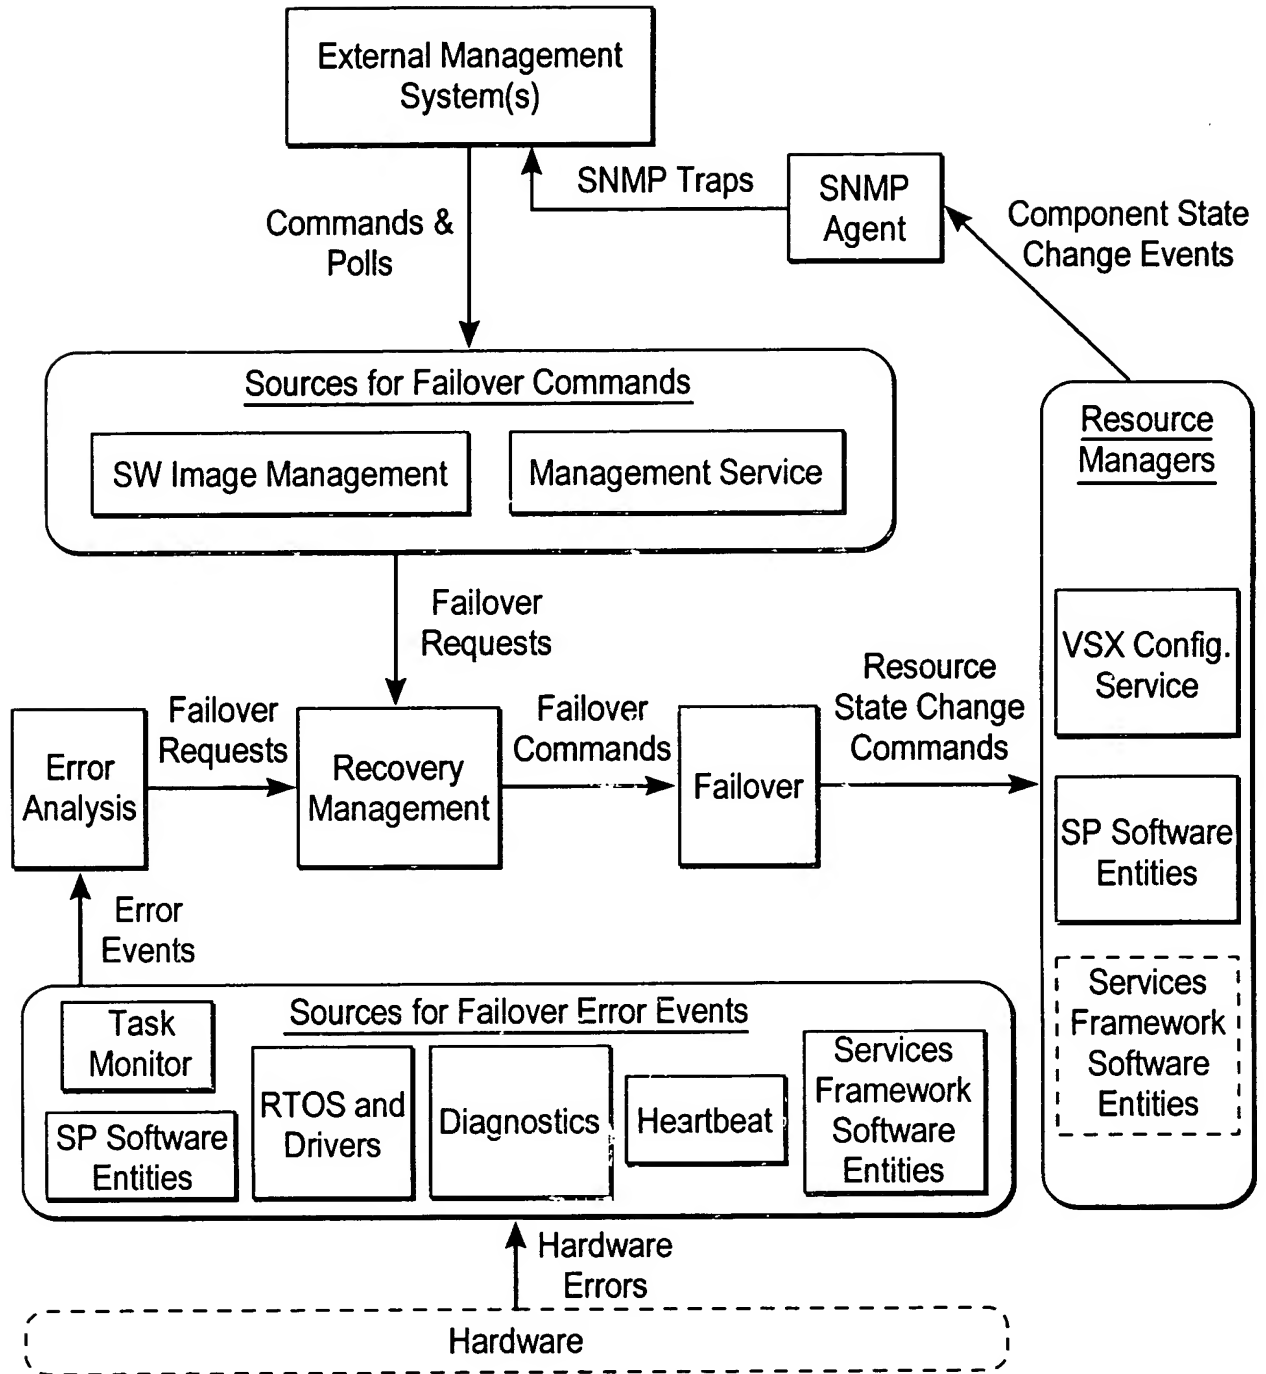 External Management
System(s)
SNMP Traps
SNMP
Agent
Component State
Change Events
Commands &
Polls
Sources for Failover Commands
SW Image Management
Management Service
Resource
Managers
Failover
Requests
VSX Config.
Service
Resource
State Change
Commands
Failover
Requests
Failover
Commands
Error
Analysis
Recovery
Management
Failover
SP Software
Entities
Error
Events
Services
Framework
Software
Entities
Sources for Failover Error Events
Task
Monitor
SP Software
Entities
RTOS and
Drivers
Diagnostics
Heartbeat
Services
Framework
Software
Entities
Hardware
Errors
Hardware